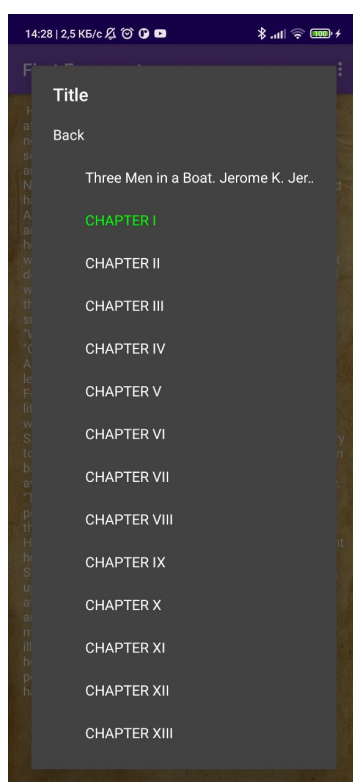 14:28 | 2,5 КБ/с
100
Title
Back
Three Men in a Boat. Jerome K. Jer..
CHAPTER I
CHAPTER II
CHAPTER III
CHAPTER IV
CHAPTER V
CHAPTER VI
CHAPTER VII
CHAPTER VIII
CHAPTER IX
CHAPTER X
CHAPTER XI
CHAPTER XII
CHAPTER XIII